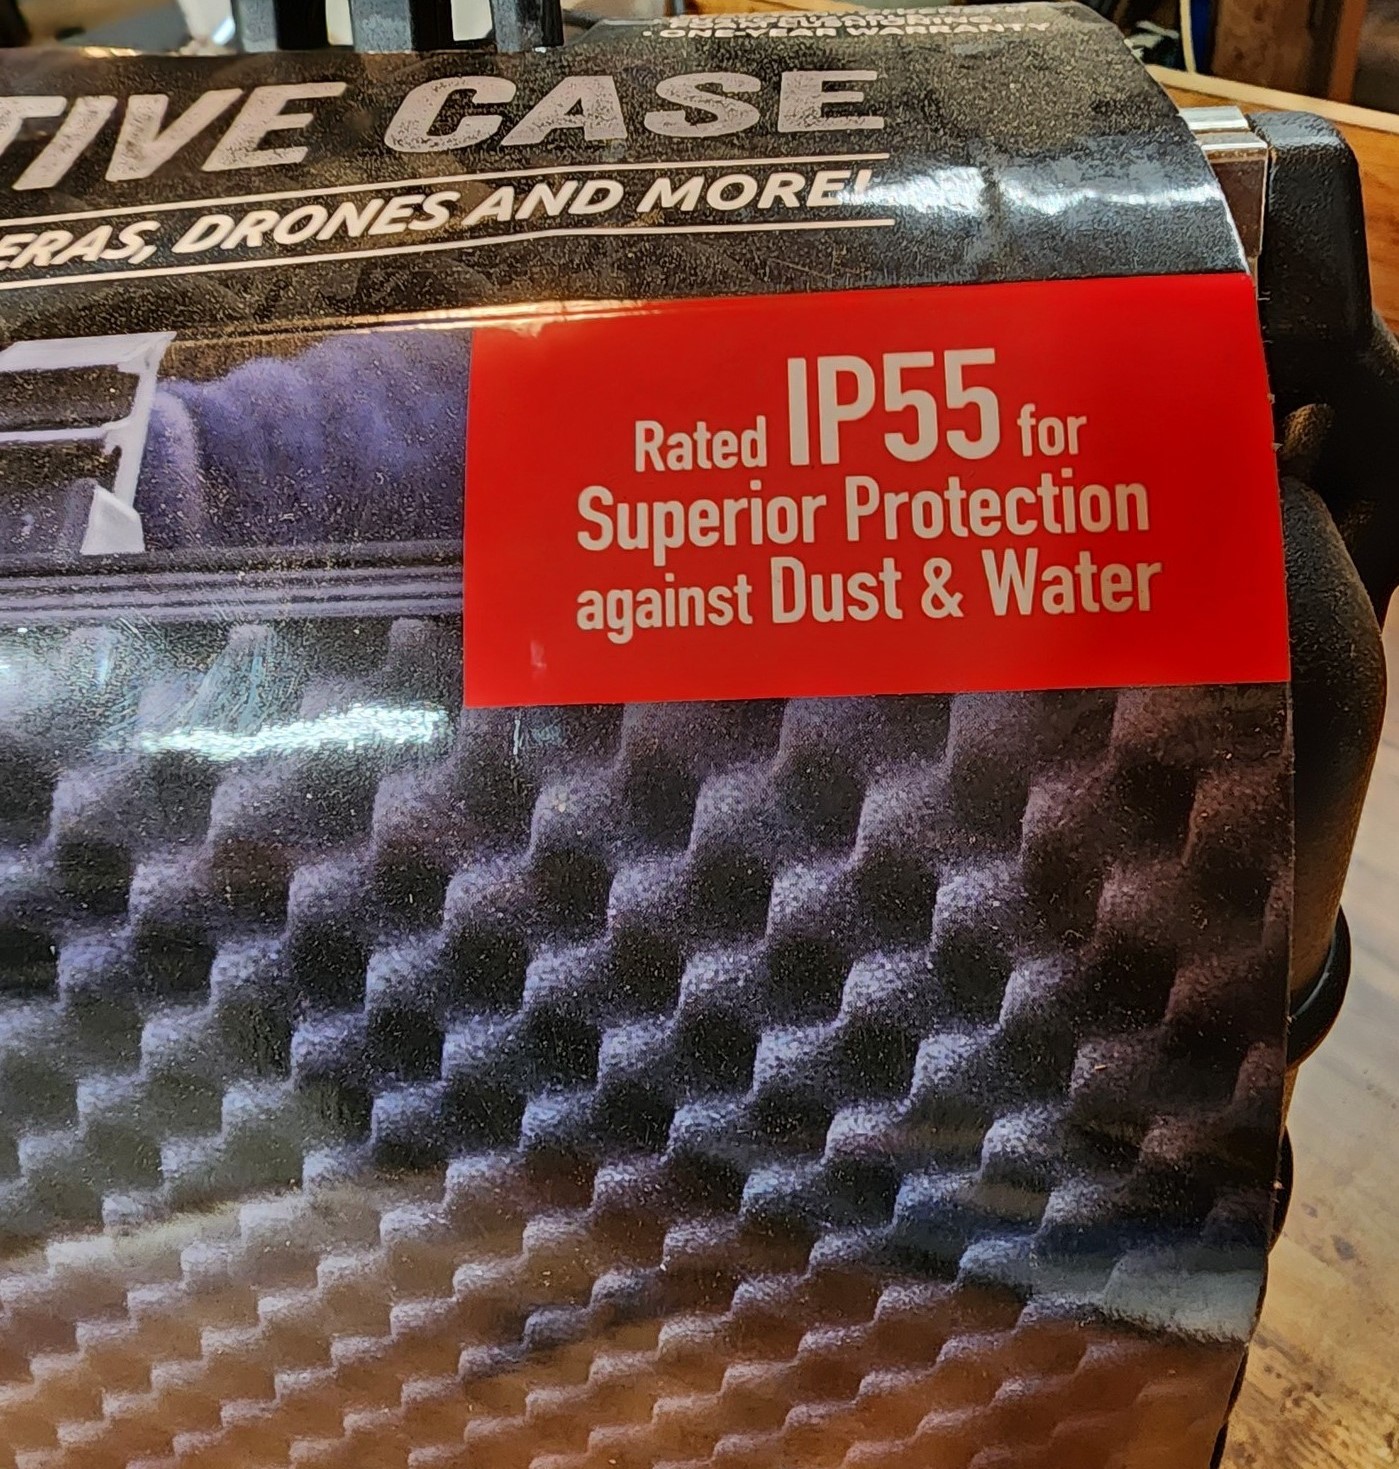 • ONE-YEAR WARRANTY
TIVE CASE
ERAS, DRONES AND MORE!
Rated IP55 for
Superior Protection
against Dust & Water